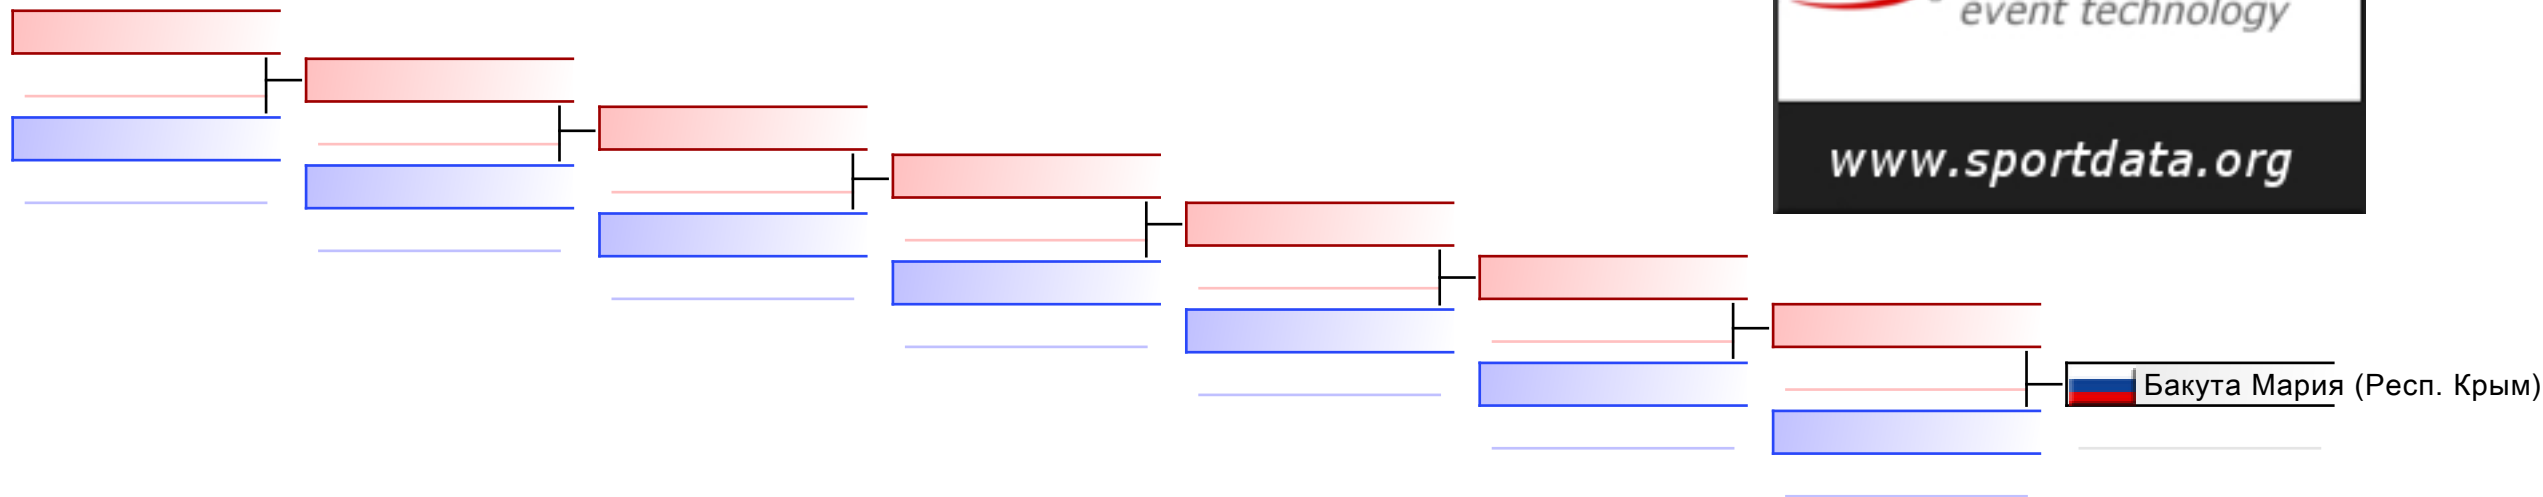 event technology
www.sportdata.org
Бакута Мария (Респ. Крым)